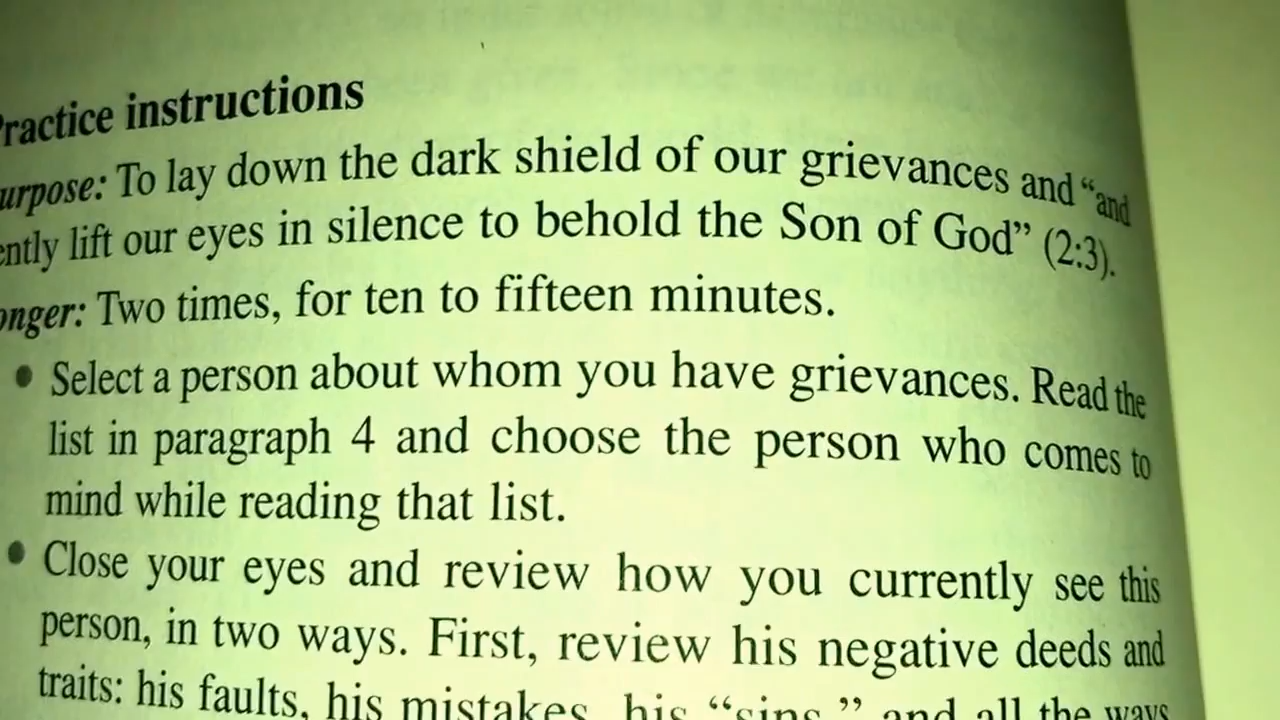 Practice instructions
urpose: To lay down the dark shield of our grievances and “and
ently lift our eyes in silence to behold the Son of God” (2:3).
onger: Two times, for ten to fifteen minutes.
• Select a person about whom you have grievances. Read the
list in paragraph 4 and choose the person who comes to
mind while reading that list.
• Close your eyes and review how you currently see this
person, in two ways. First, review his negative deeds and
traits: his faults, his mistakes, his “sins,” and all the ways